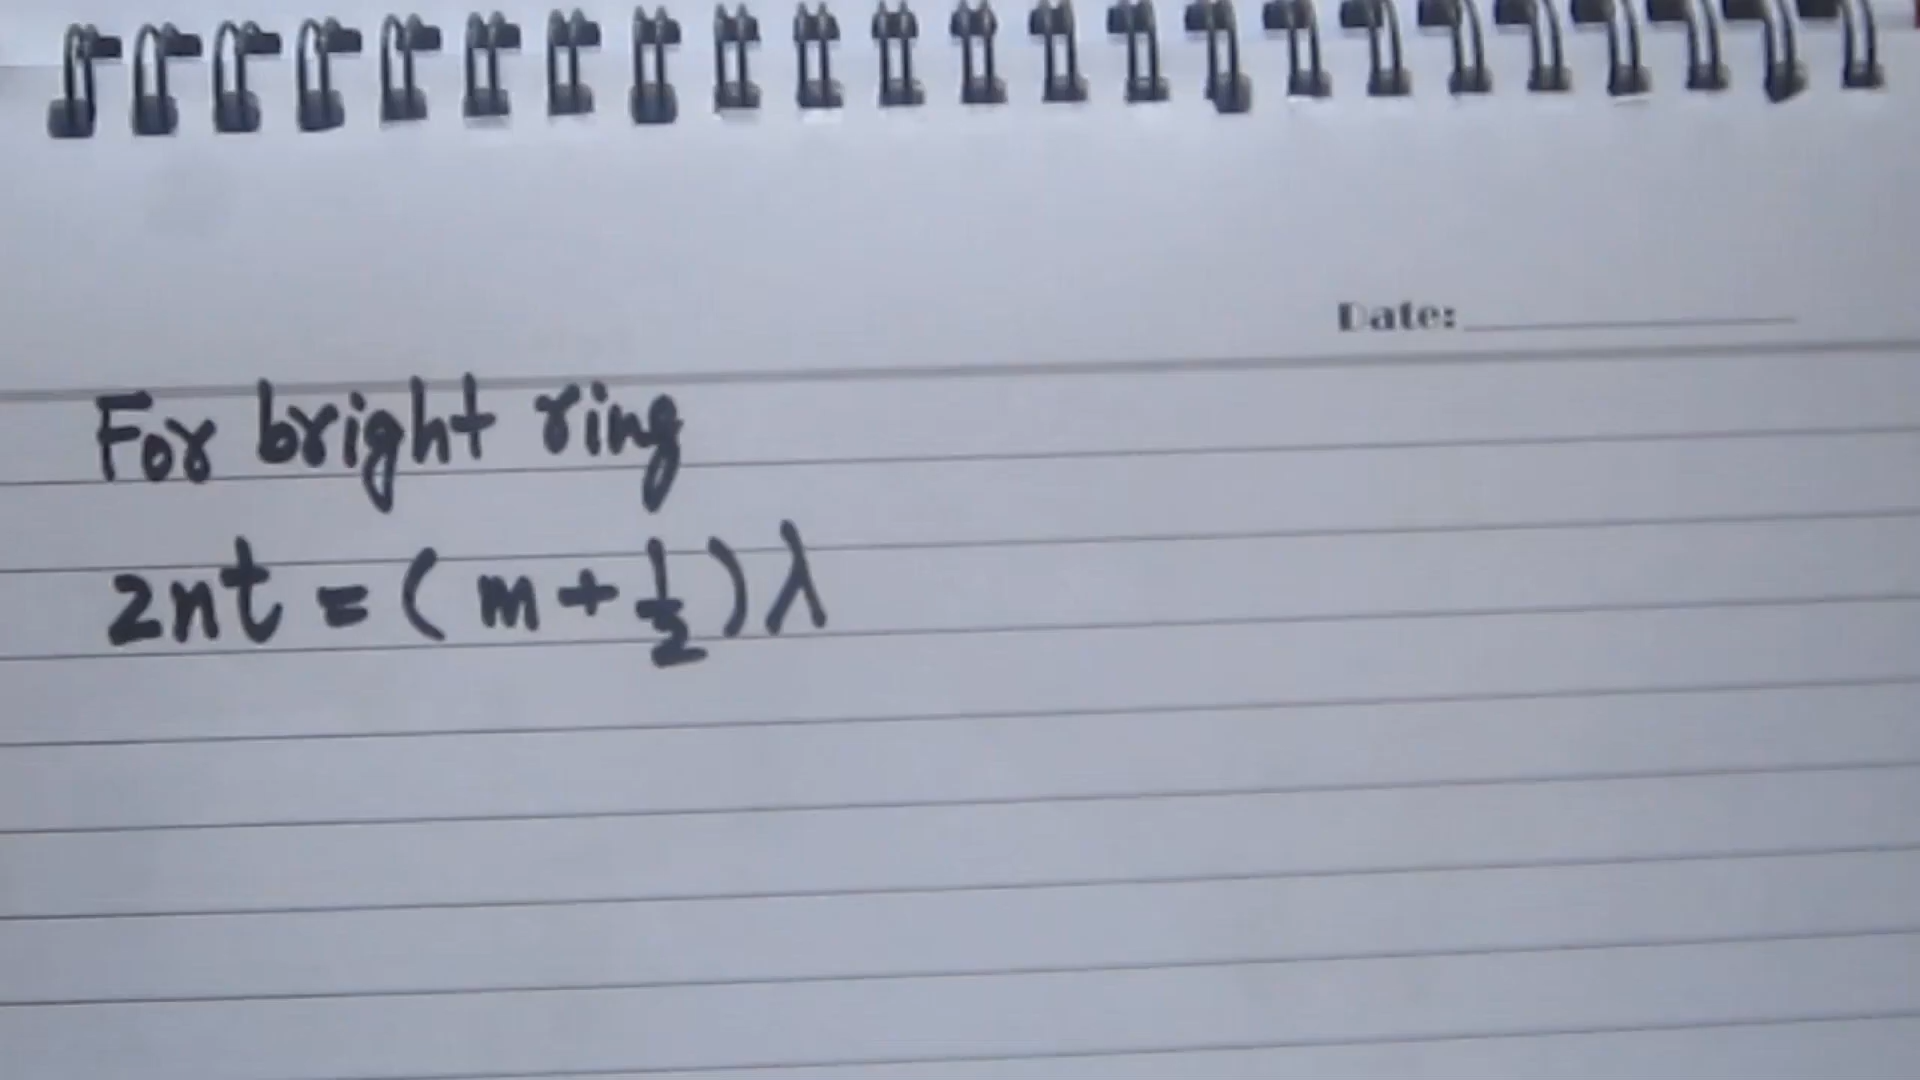 Date:
For bright ring
2nt = (m + 1/2) λ